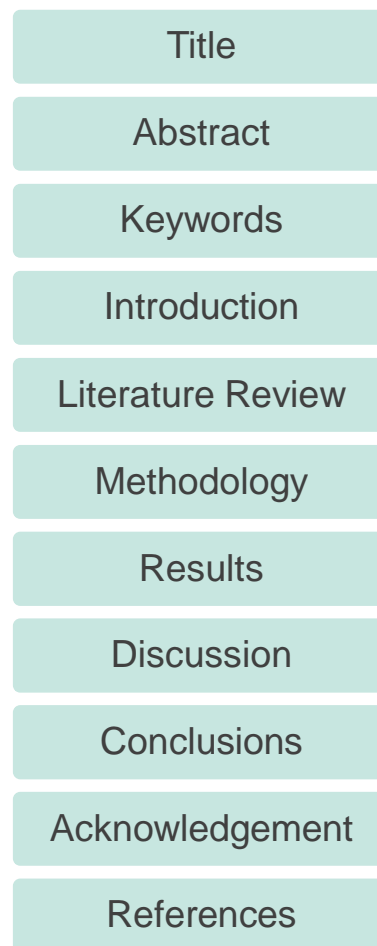 Title
Abstract
Keywords
Introduction
Literature Review
Methodology
Results
Discussion
Conclusions
Acknowledgement
References